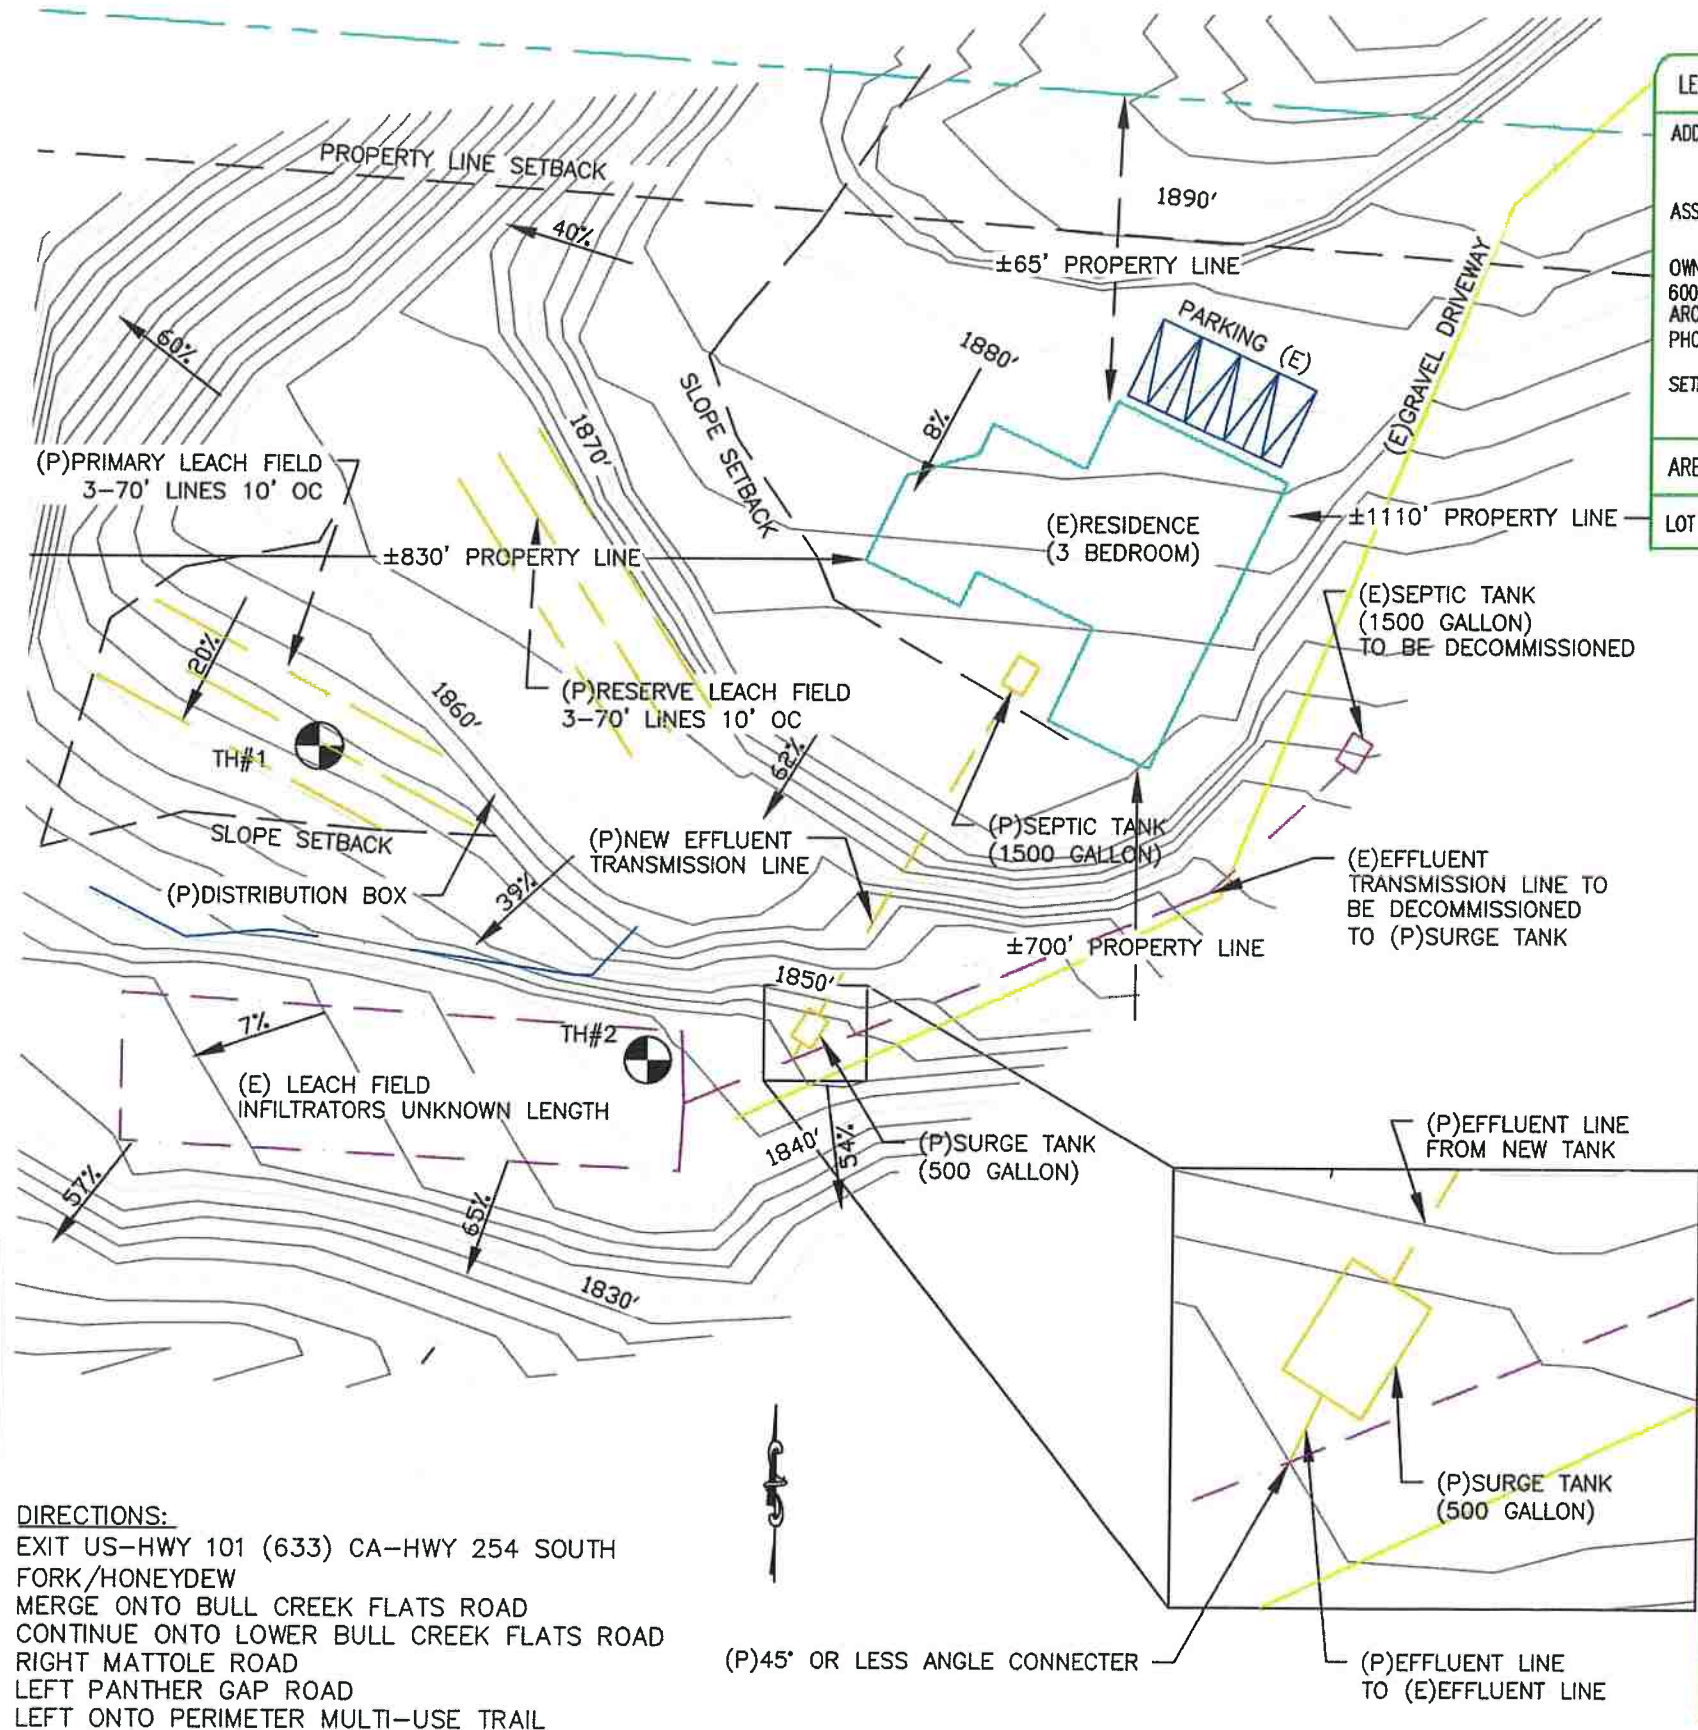 PROPERTY LINE SETBACK
40%
1890'
±65' PROPERTY LINE
60%
PARKING (E)
(E)GRAVEL DRIVEWAY
1880'
8%
SLOPE SETBACK
1870'
(P)PRIMARY LEACH FIELD
3-70' LINES 10' OC
±830' PROPERTY LINE
(E)RESIDENCE
(3 BEDROOM)
±1110' PROPERTY LINE
(E)SEPTIC TANK
(1500 GALLON)
TO BE DECOMMISSIONED
20%
1860'
(P)RESERVE LEACH FIELD
3-70' LINES 10' OC
TH#1
62%
SLOPE SETBACK
(P)NEW EFFLUENT
TRANSMISSION LINE
(P)SEPTIC TANK
(1500 GALLON)
(P)DISTRIBUTION BOX
39%
(E)EFFLUENT
TRANSMISSION LINE TO
BE DECOMMISSIONED
TO (P)SURGE TANK
±700' PROPERTY LINE
1850'
7%
TH#2
(E) LEACH FIELD
INFILTRATORS UNKNOWN LENGTH
1840'
54%
(P)SURGE TANK
(500 GALLON)
57%
65%
1830'
(P)EFFLUENT LINE
FROM NEW TANK
(P)SURGE TANK
(500 GALLON)
(P)45° OR LESS ANGLE CONNECTER
(P)EFFLUENT LINE
TO (E)EFFLUENT LINE
DIRECTIONS:
EXIT US-HWY 101 (633) CA-HWY 254 SOUTH
FORK/HONEYDEW
MERGE ONTO BULL CREEK FLATS ROAD
CONTINUE ONTO LOWER BULL CREEK FLATS ROAD
RIGHT MATTOLE ROAD
LEFT PANTHER GAP ROAD
LEFT ONTO PERIMETER MULTI-USE TRAIL
600
LOT